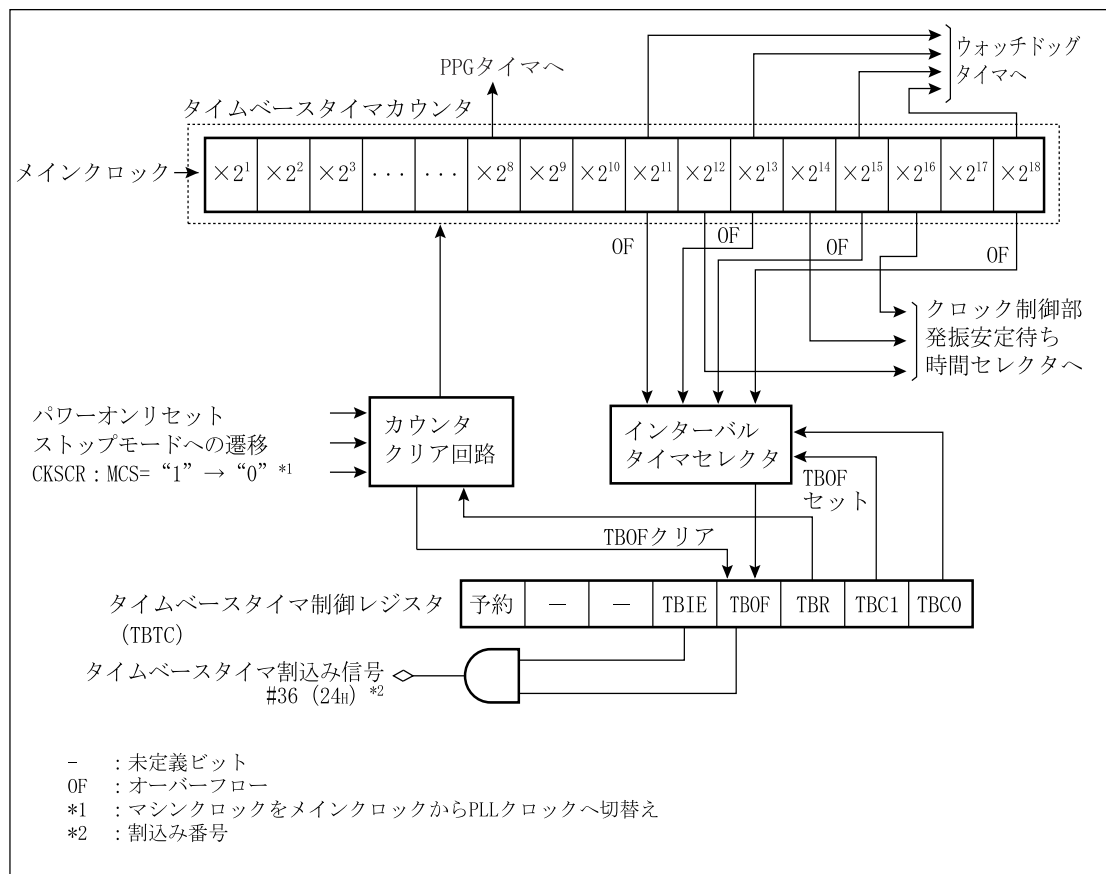 ウォッチドッグ
タイマへ
PPGタイマへ
タイムベースタイマカウンタ
メインクロック
×2¹ ×2² ×2³ ・・・ ・・・ ×2⁸ ×2⁹ ×2¹⁰ ×2¹¹ ×2¹² ×2¹³ ×2¹⁴ ×2¹⁵ ×2¹⁶ ×2¹⁷ ×2¹⁸
OF OF OF OF
クロック制御部
発振安定待ち
時間セレクタへ
パワーオンリセット
ストップモードへの遷移
CKSCR：MCS= “1” → “0” *1
カウンタ
クリア回路
インターバル
タイマセレクタ
TBOF
セット
TBOFクリア
タイムベースタイマ制御レジスタ
(TBTC)
予約 － － TBIE TBOF TBR TBC1 TBC0
タイムベースタイマ割込み信号
#36 (24H) *2
－ ：未定義ビット
OF ：オーバーフロー
*1 ：マシンクロックをメインクロックからPLLクロックへ切替え
*2 ：割込み番号